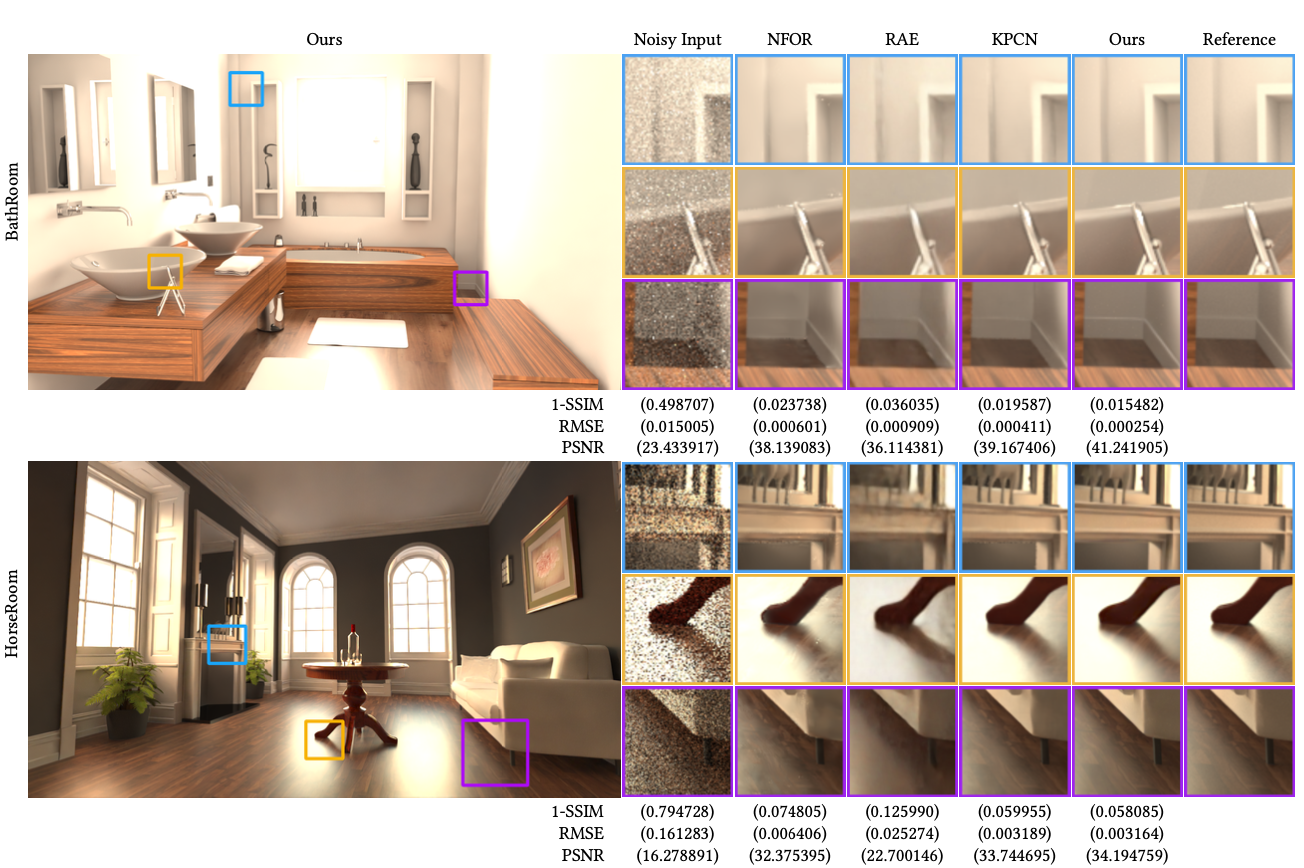 Ours Noisy Input NFOR RAE KPCN Ours Reference
BathRoom
1-SSIM (0.498707) (0.023738) (0.036035) (0.019587) (0.015482)
RMSE (0.015005) (0.000601) (0.000909) (0.000411) (0.000254)
PSNR (23.433917) (38.139083) (36.114381) (39.167406) (41.241905)
HorseRoom
1-SSIM (0.794728) (0.074805) (0.125990) (0.059955) (0.058085)
RMSE (0.161283) (0.006406) (0.025274) (0.003189) (0.003164)
PSNR (16.278891) (32.375395) (22.700146) (33.744695) (34.194759)